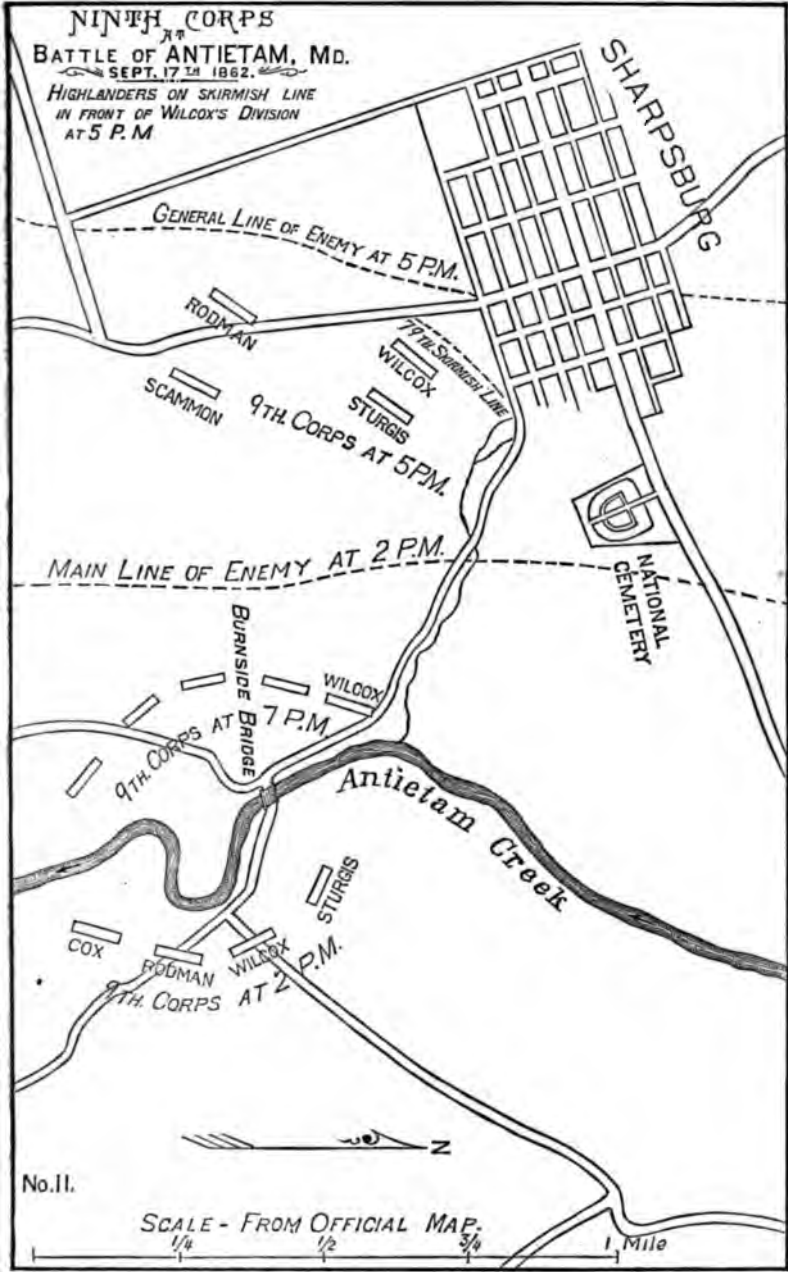 NINTH CORPS
AT
BATTLE OF ANTIETAM, MD.
SEPT. 17TH 1862.
HIGHLANDERS ON SKIRMISH LINE
IN FRONT OF WILCOX'S DIVISION
AT 5 P.M
SHARPSBURG
GENERAL LINE OF ENEMY AT 5 P.M.
RODMAN
79TH SKIRMISH LINE
WILCOX
SCAMMON
STURGIS
9TH. CORPS AT 5 P.M.
MAIN LINE OF ENEMY AT 2 P.M.
NATIONAL
CEMETERY
BURNSIDE BRIDGE
WILCOX
9TH. CORPS AT 7 P.M.
Antietam Creek
STURGIS
COX
RODMAN
WILCOX
9TH. CORPS AT 2 P.M.
N
No. 11.
SCALE - FROM OFFICIAL MAP.
1/4 1/2 3/4 1 Mile